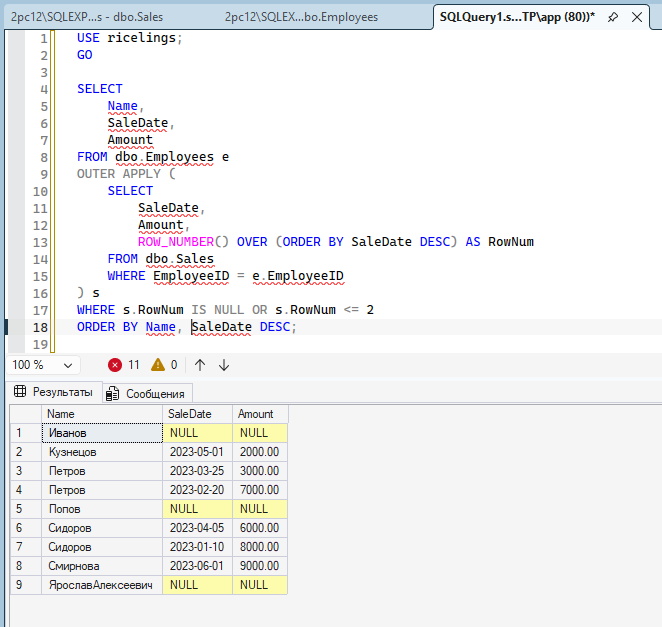 2pc12\SQLEXP...s - dbo.Sales 2pc12\SQLEX...bo.Employees SQLQuery1.s...TP\app (80))*
1 USE ricelings;
2 GO
3
4 SELECT
5 Name,
6 SaleDate,
7 Amount
8 FROM dbo.Employees e
9 OUTER APPLY (
10 SELECT
11 SaleDate,
12 Amount,
13 ROW_NUMBER() OVER (ORDER BY SaleDate DESC) AS RowNum
14 FROM dbo.Sales
15 WHERE EmployeeID = e.EmployeeID
16 ) s
17 WHERE s.RowNum IS NULL OR s.RowNum <= 2
18 ORDER BY Name, SaleDate DESC;
19
100 % 11 0
Результаты Сообщения
Name SaleDate Amount
1 Иванов NULL NULL
2 Кузнецов 2023-05-01 2000.00
3 Петров 2023-03-25 3000.00
4 Петров 2023-02-20 7000.00
5 Попов NULL NULL
6 Сидоров 2023-04-05 6000.00
7 Сидоров 2023-01-10 8000.00
8 Смирнова 2023-06-01 9000.00
9 ЯрославАлексеевич NULL NULL